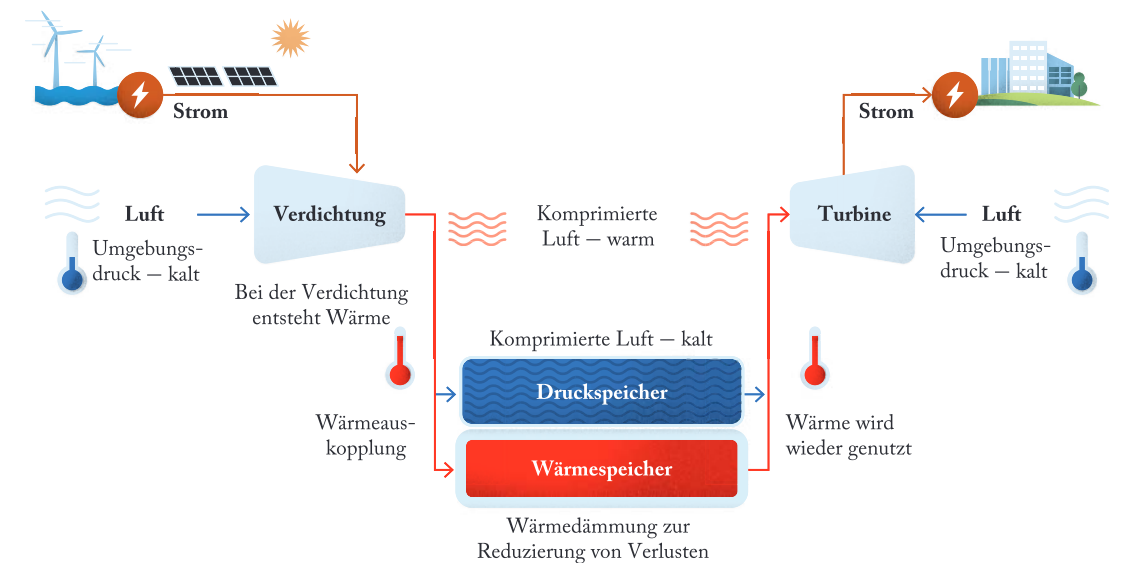 Strom
Strom
Luft
Umgebungs-
druck – kalt
Verdichtung
Bei der Verdichtung
entsteht Wärme
Komprimierte
Luft – warm
Turbine
Luft
Umgebungs-
druck – kalt
Komprimierte Luft – kalt
Druckspeicher
Wärmeaus-
kopplung
Wärme wird
wieder genutzt
Wärmespeicher
Wärmedämmung zur
Reduzierung von Verlusten